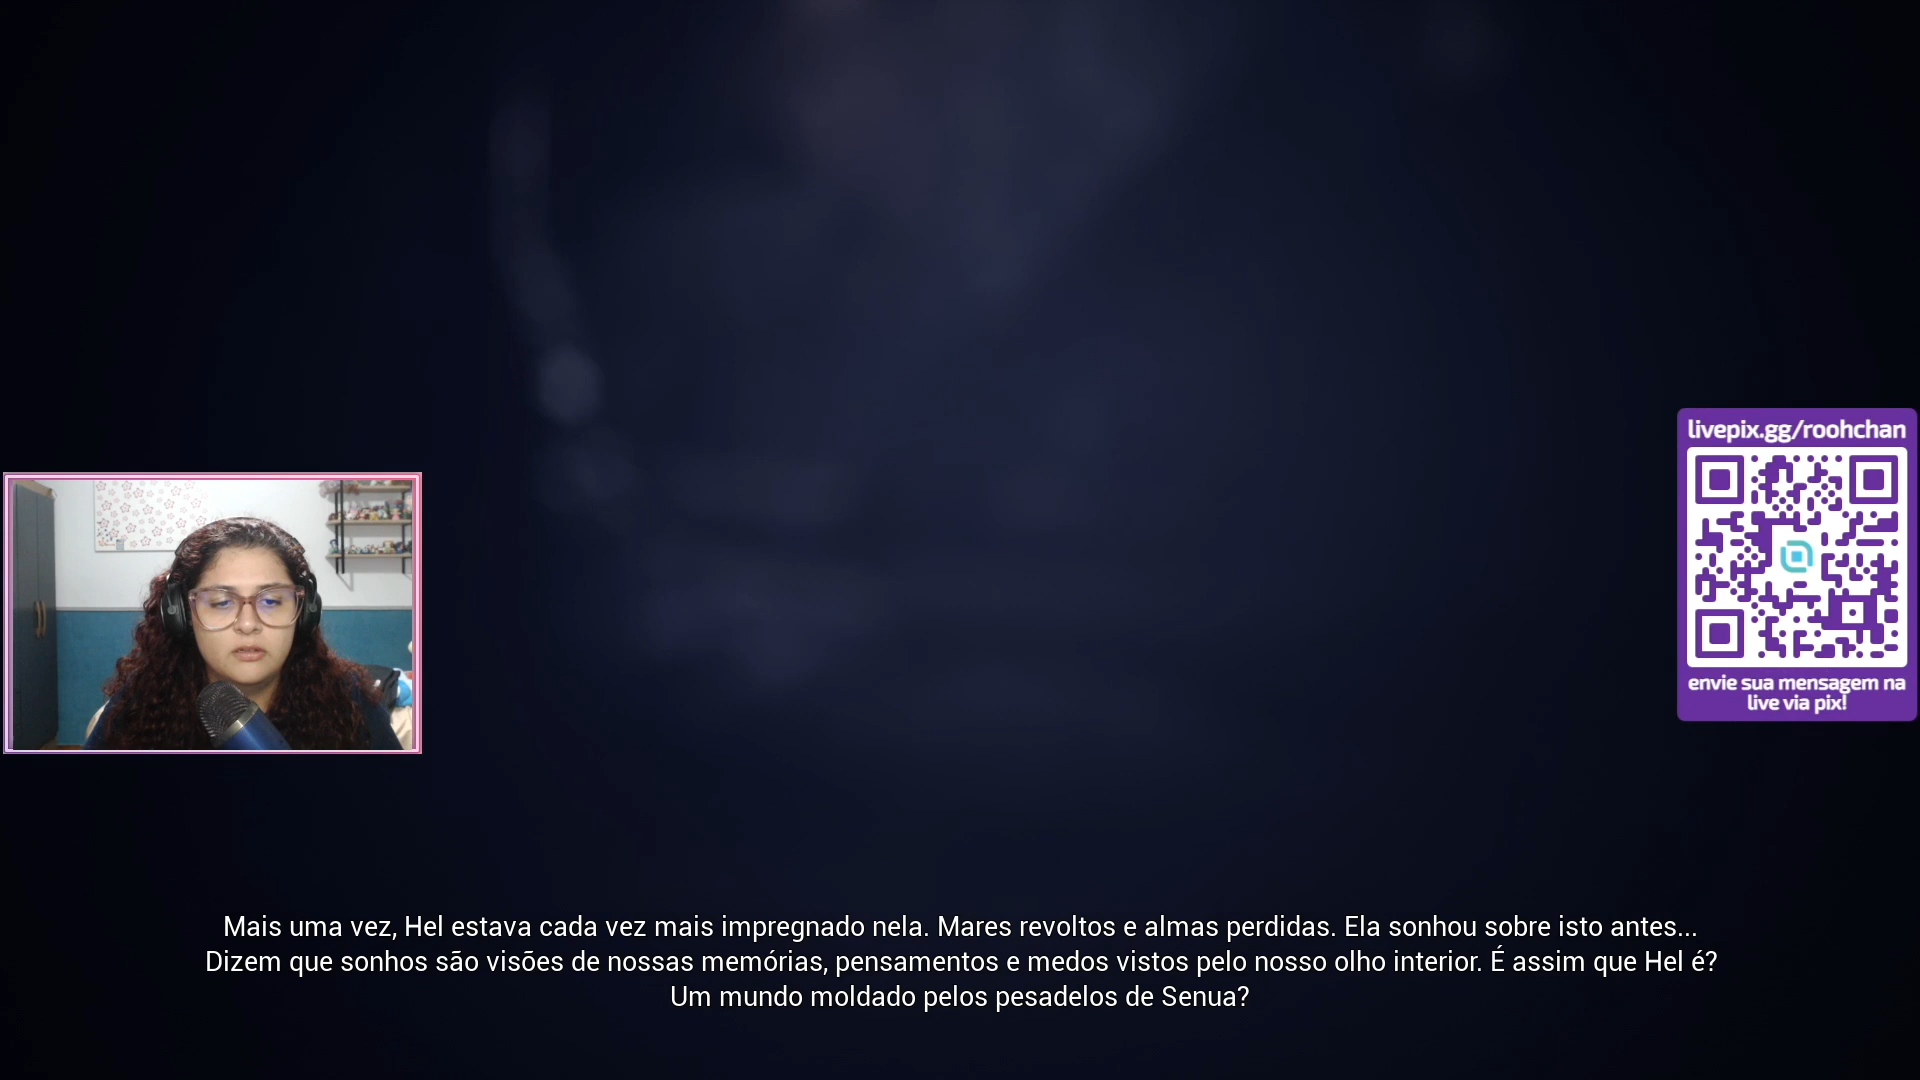 livepix.gg/roohchan
envie sua mensagem na
live via pix!
Mais uma vez, Hel estava cada vez mais impregnado nela. Mares revoltos e almas perdidas. Ela sonhou sobre isto antes...
Dizem que sonhos são visões de nossas memórias, pensamentos e medos vistos pelo nosso olho interior. É assim que Hel é?
Um mundo moldado pelos pesadelos de Senua?